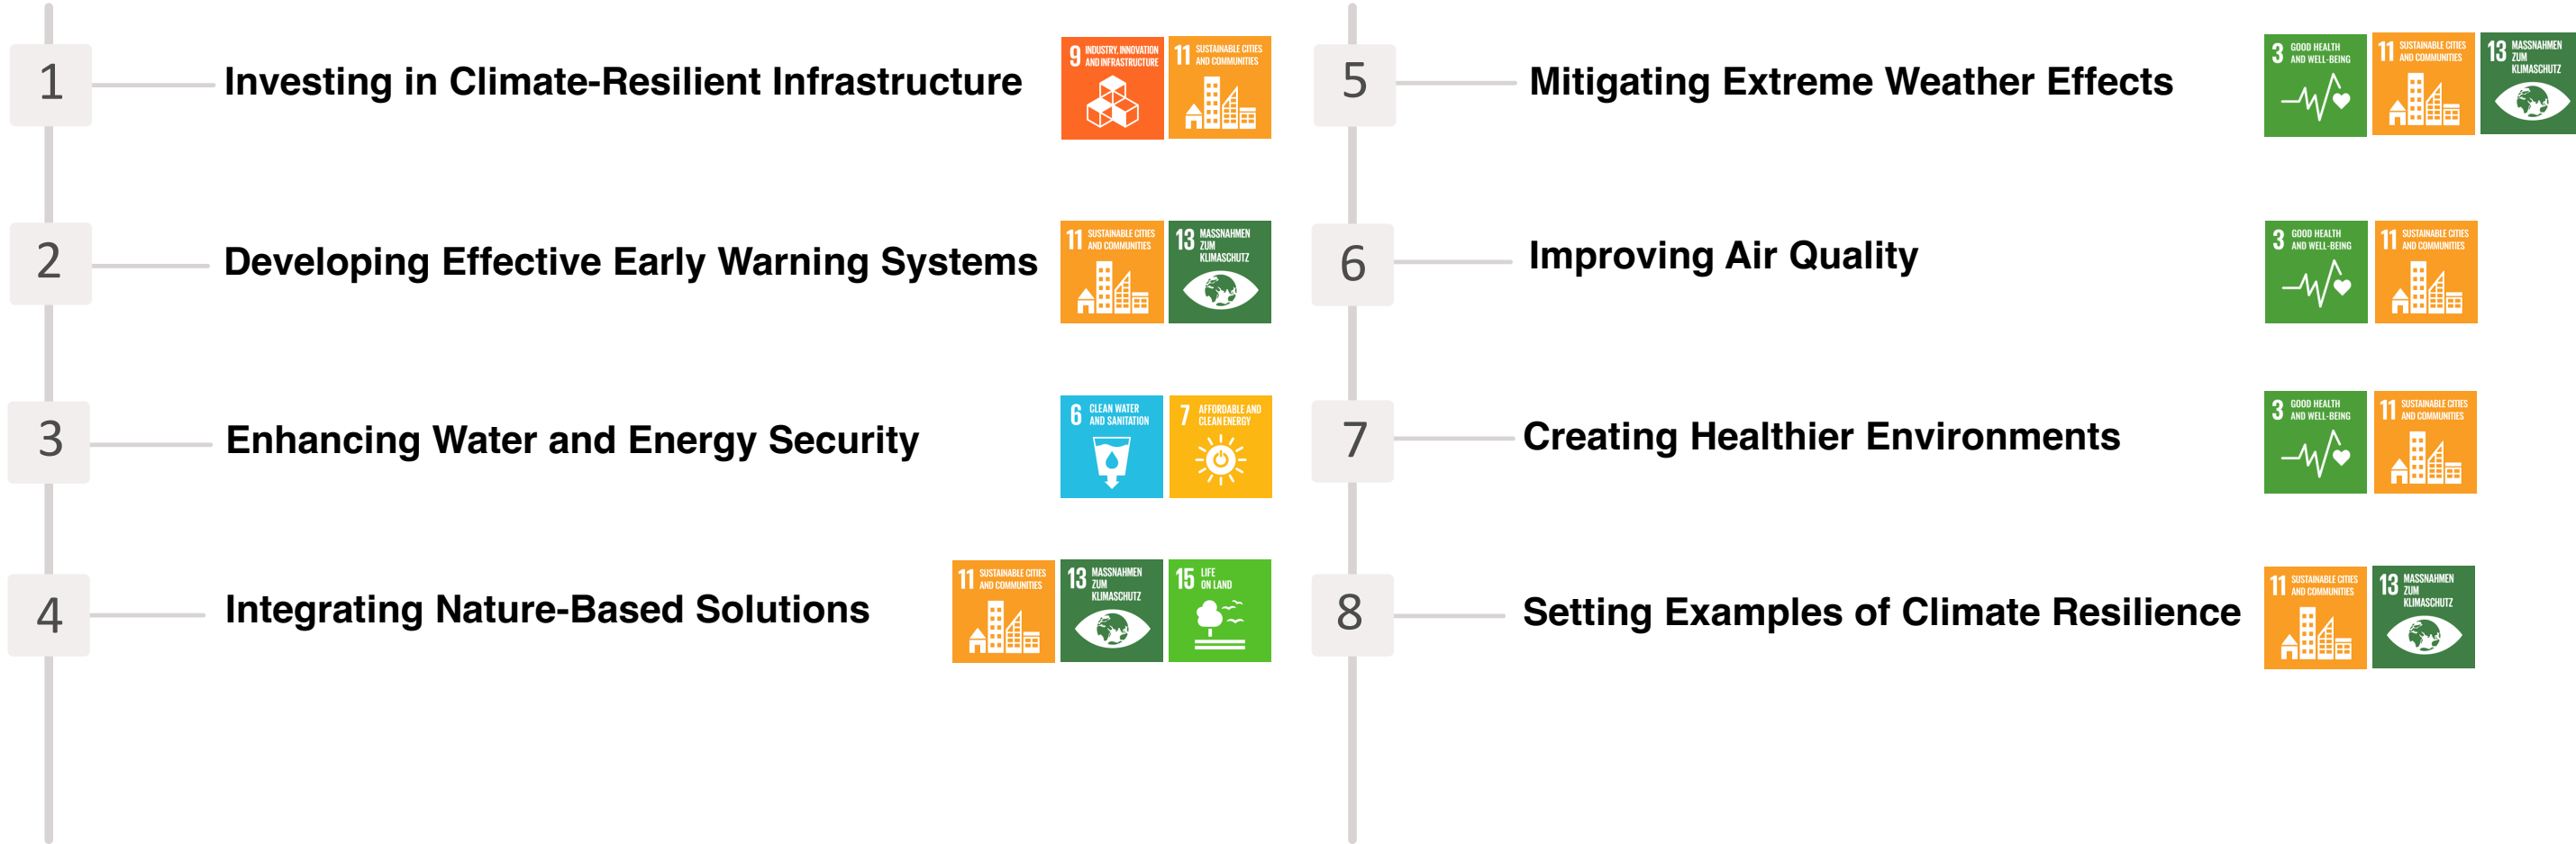 1
Investing in Climate-Resilient Infrastructure
9 INDUSTRY, INNOVATION
AND INFRASTRUCTURE
11 SUSTAINABLE CITIES
AND COMMUNITIES
2
Developing Effective Early Warning Systems
11 SUSTAINABLE CITIES
AND COMMUNITIES
13 MASSNAHMEN
ZUM
KLIMASCHUTZ
3
Enhancing Water and Energy Security
6 CLEAN WATER
AND SANITATION
7 AFFORDABLE AND
CLEAN ENERGY
4
Integrating Nature-Based Solutions
11 SUSTAINABLE CITIES
AND COMMUNITIES
13 MASSNAHMEN
ZUM
KLIMASCHUTZ
15 LIFE
ON LAND
5
Mitigating Extreme Weather Effects
3 GOOD HEALTH
AND WELL-BEING
11 SUSTAINABLE CITIES
AND COMMUNITIES
13 MASSNAHMEN
ZUM
KLIMASCHUTZ
6
Improving Air Quality
3 GOOD HEALTH
AND WELL-BEING
11 SUSTAINABLE CITIES
AND COMMUNITIES
7
Creating Healthier Environments
3 GOOD HEALTH
AND WELL-BEING
11 SUSTAINABLE CITIES
AND COMMUNITIES
8
Setting Examples of Climate Resilience
11 SUSTAINABLE CITIES
AND COMMUNITIES
13 MASSNAHMEN
ZUM
KLIMASCHUTZ